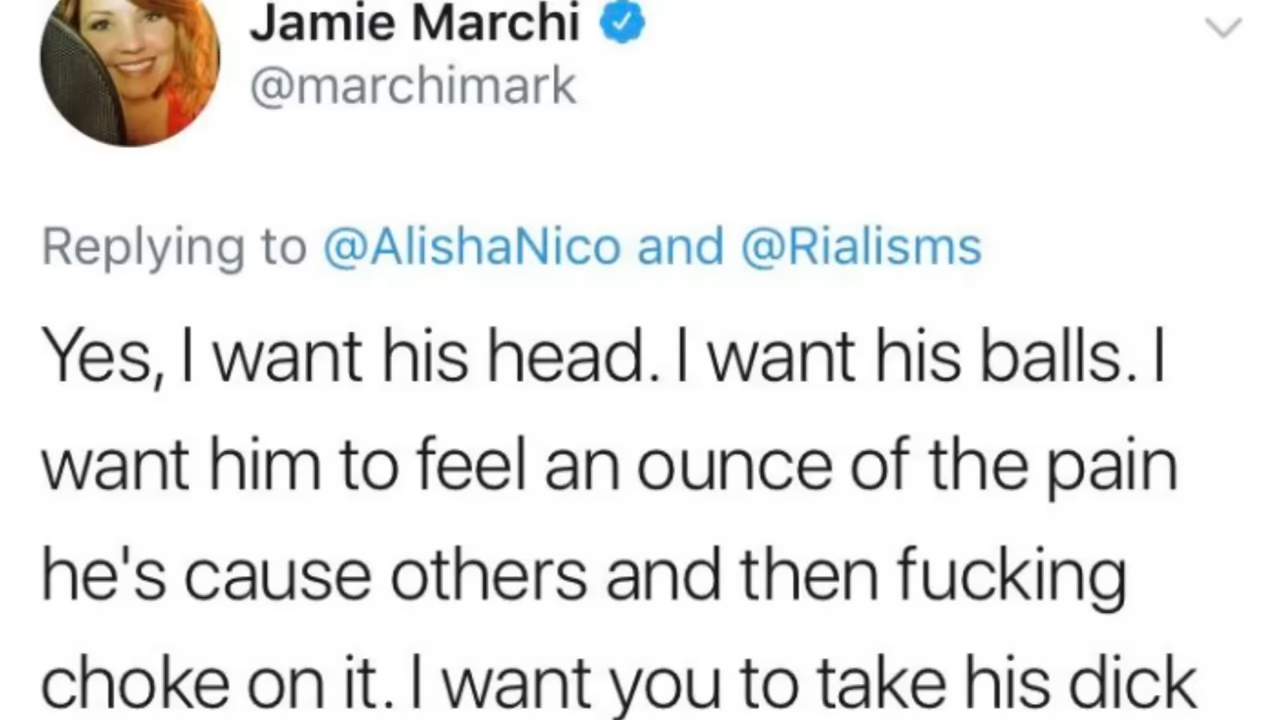 Jamie Marchi
@marchimark
Replying to @AlishaNico and @Rialisms
Yes, I want his head. I want his balls. I
want him to feel an ounce of the pain
he's cause others and then fucking
choke on it. I want you to take his dick